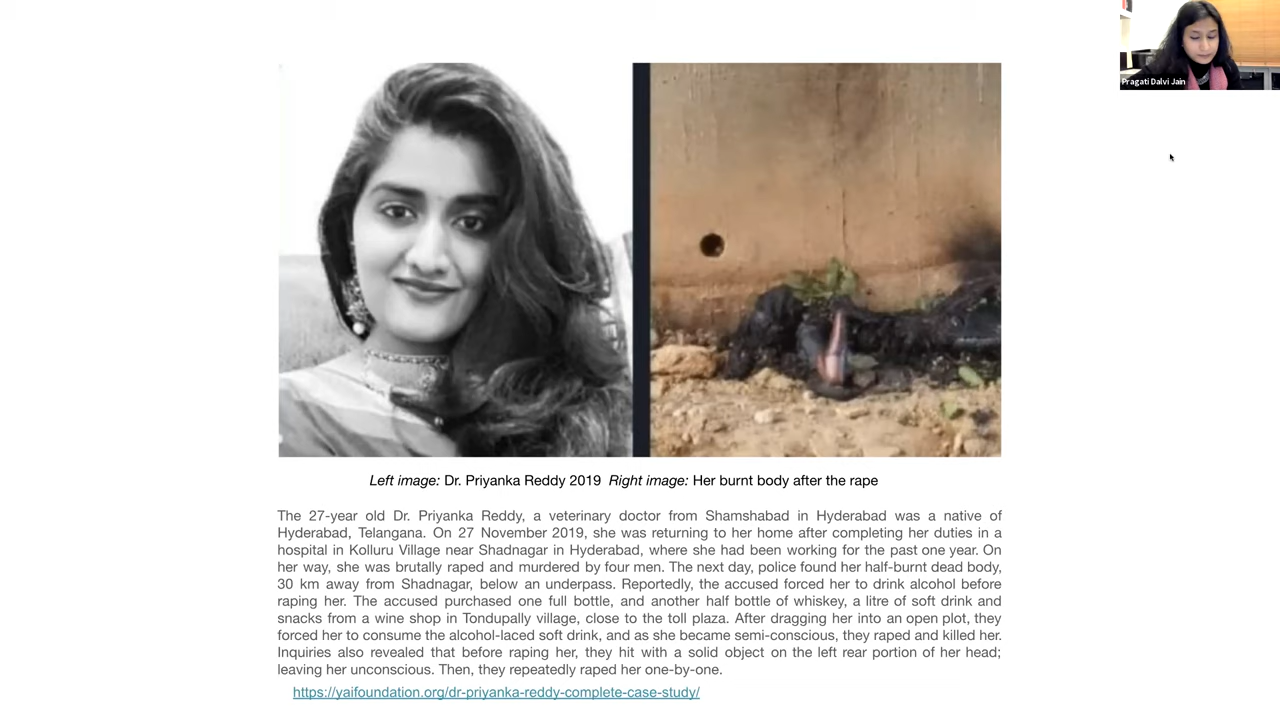 Pragati Dalvi Jain
Left image: Dr. Priyanka Reddy 2019 Right image: Her burnt body after the rape
The 27-year old Dr. Priyanka Reddy, a veterinary doctor from Shamshabad in Hyderabad was a native of
Hyderabad, Telangana. On 27 November 2019, she was returning to her home after completing her duties in a
hospital in Kolluru Village near Shadnagar in Hyderabad, where she had been working for the past one year. On
her way, she was brutally raped and murdered by four men. The next day, police found her half-burnt dead body,
30 km away from Shadnagar, below an underpass. Reportedly, the accused forced her to drink alcohol before
raping her. The accused purchased one full bottle, and another half bottle of whiskey, a litre of soft drink and
snacks from a wine shop in Tondupally village, close to the toll plaza. After dragging her into an open plot, they
forced her to consume the alcohol-laced soft drink, and as she became semi-conscious, they raped and killed her.
Inquiries also revealed that before raping her, they hit with a solid object on the left rear portion of her head;
leaving her unconscious. Then, they repeatedly raped her one-by-one.
https://yaifoundation.org/dr-priyanka-reddy-complete-case-study/